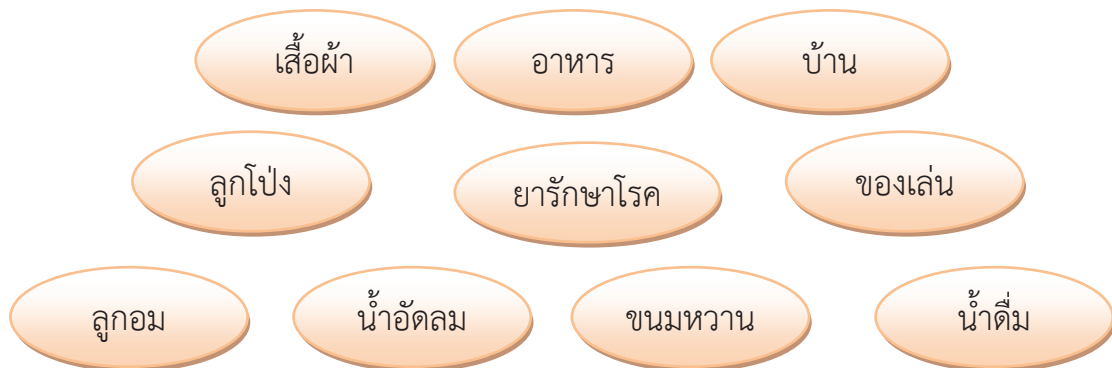 เสื้อผ้า อาหาร บ้าน
ลูกโป่ง ยารักษาโรค ของเล่น
ลูกอม น้ำอัดลม ขนมหวาน น้ำดื่ม